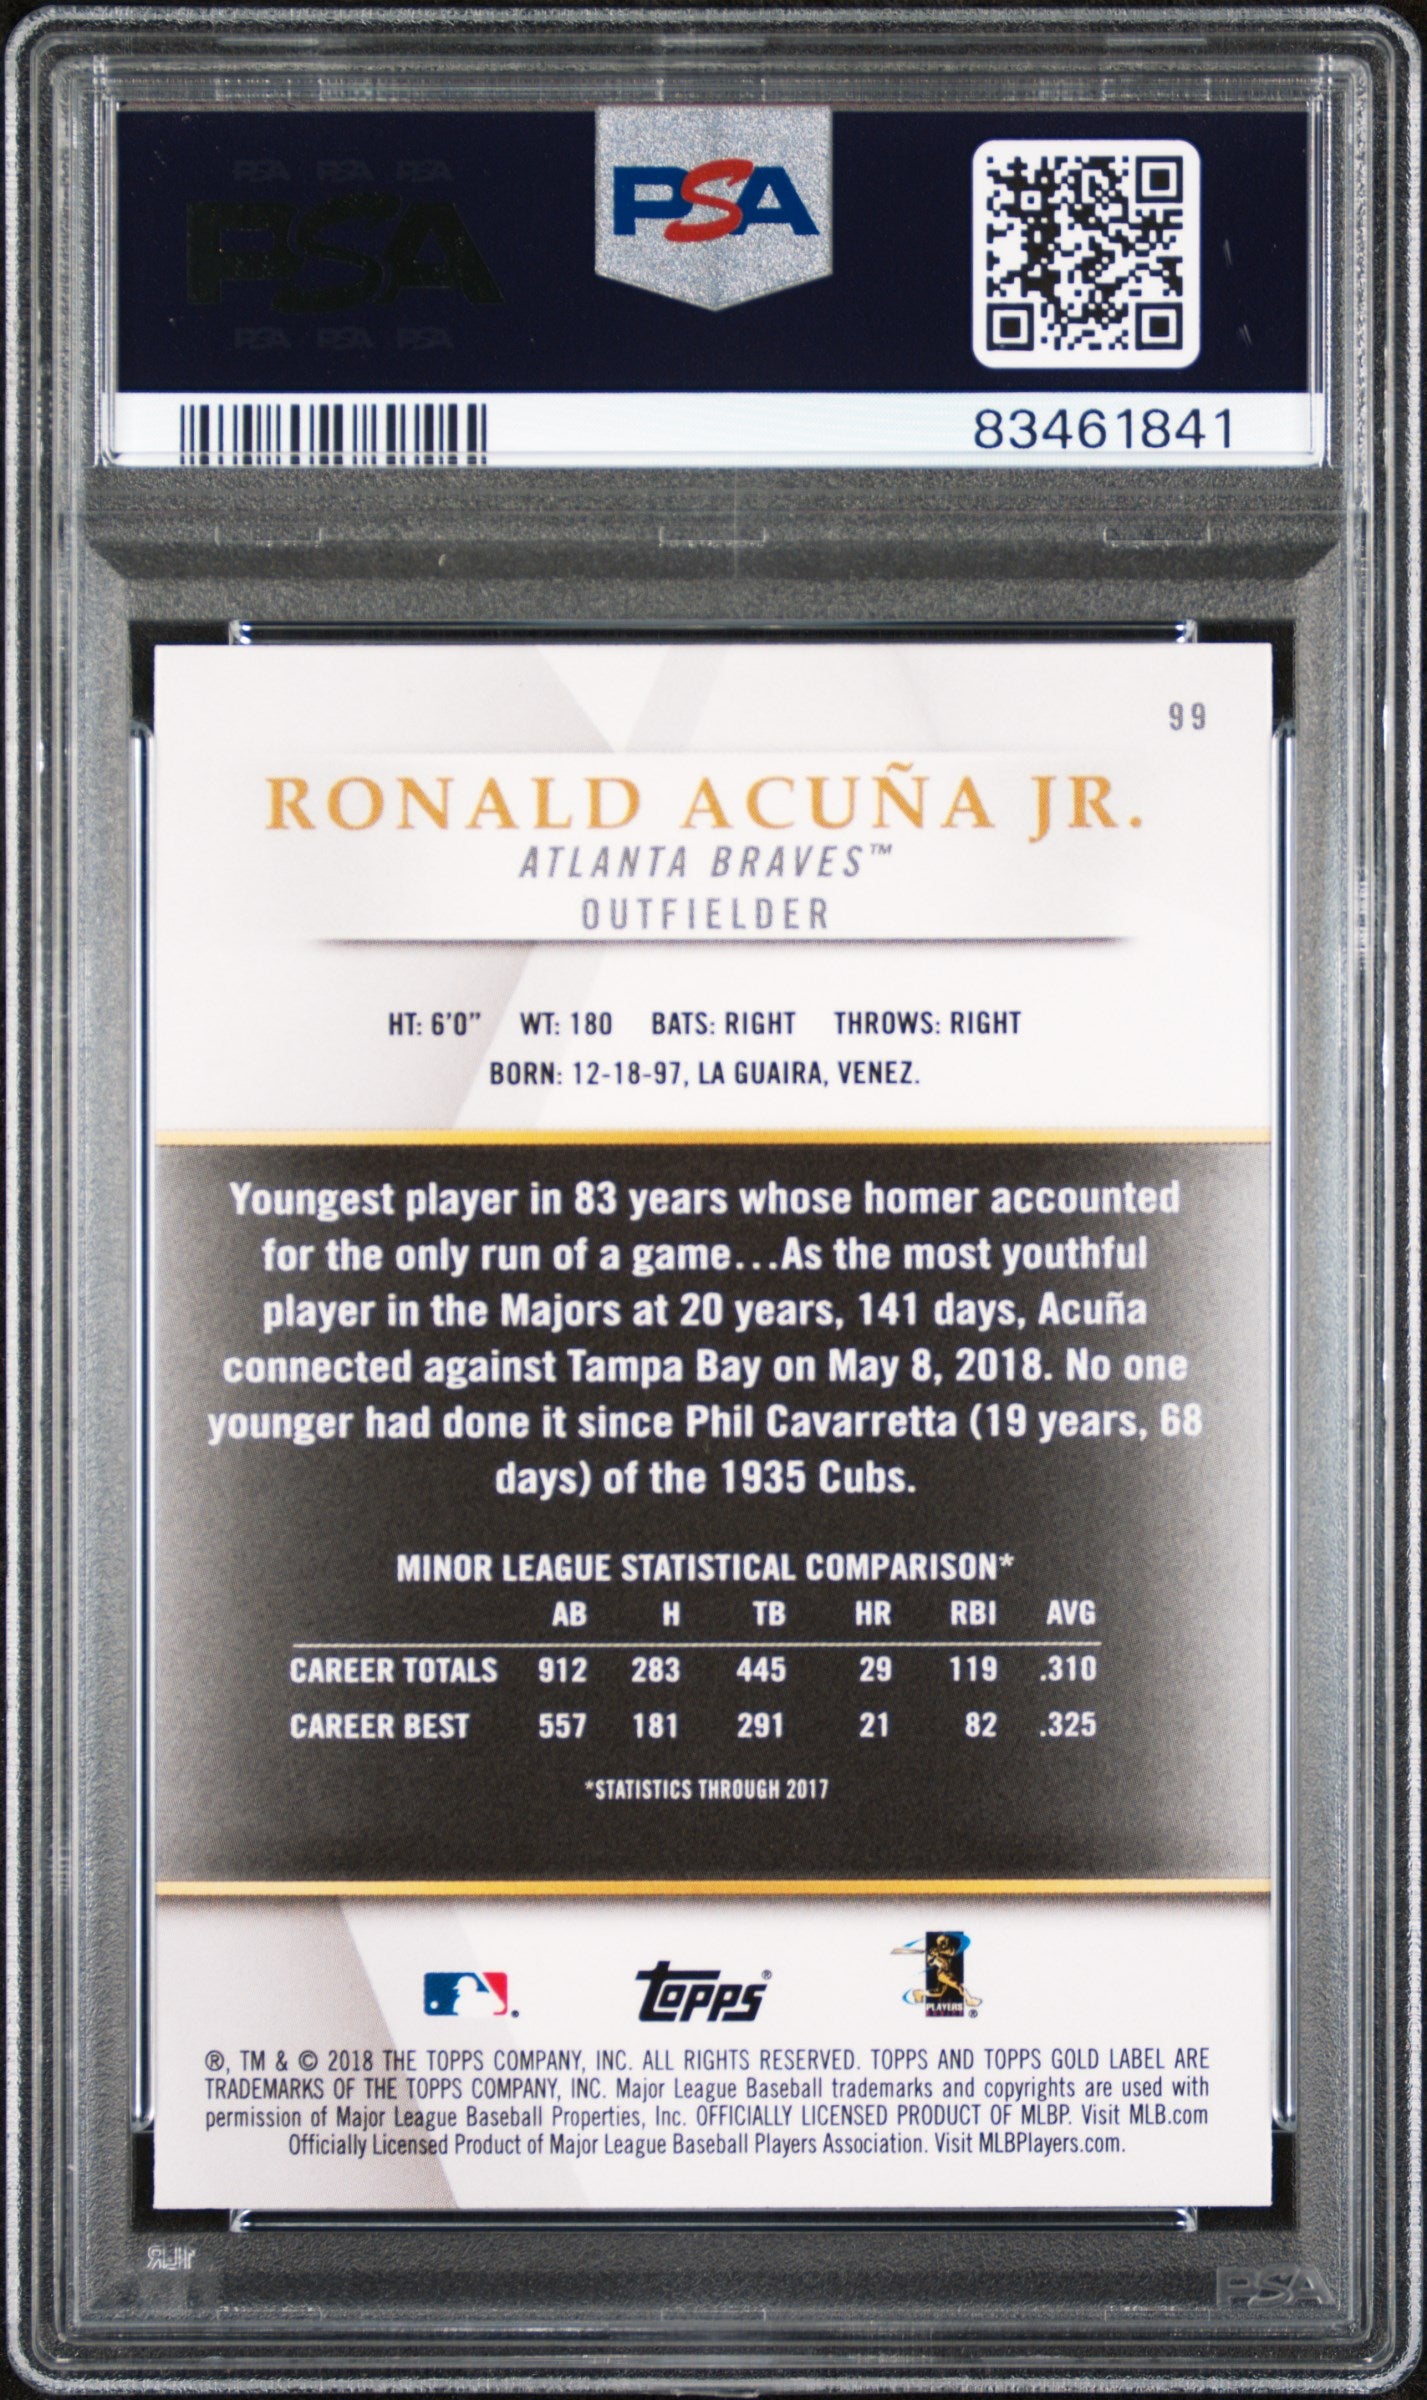 PSA PSA PSA
PSA
PSA PSA PSA
PSA
83461841
99
RONALD ACUÑA JR.
ATLANTA BRAVES™
OUTFIELDER
HT: 6'0" WT: 180 BATS: RIGHT THROWS: RIGHT
BORN: 12-18-97, LA GUAIRA, VENEZ.
Youngest player in 83 years whose homer accounted
for the only run of a game...As the most youthful
player in the Majors at 20 years, 141 days, Acuña
connected against Tampa Bay on May 8, 2018. No one
younger had done it since Phil Cavarretta (19 years, 68
days) of the 1935 Cubs.
MINOR LEAGUE STATISTICAL COMPARISON*
AB H TB HR RBI AVG
CAREER TOTALS 912 283 445 29 119 .310
CAREER BEST 557 181 291 21 82 .325
*STATISTICS THROUGH 2017
TOPPS® PLAYERS ®
®, TM & © 2018 THE TOPPS COMPANY, INC. ALL RIGHTS RESERVED. TOPPS AND TOPPS GOLD LABEL ARE
TRADEMARKS OF THE TOPPS COMPANY, INC. Major League Baseball trademarks and copyrights are used with
permission of Major League Baseball Properties, Inc. OFFICIALLY LICENSED PRODUCT OF MLBP. Visit MLB.com
Officially Licensed Product of Major League Baseball Players Association. Visit MLBPlayers.com.
PSA